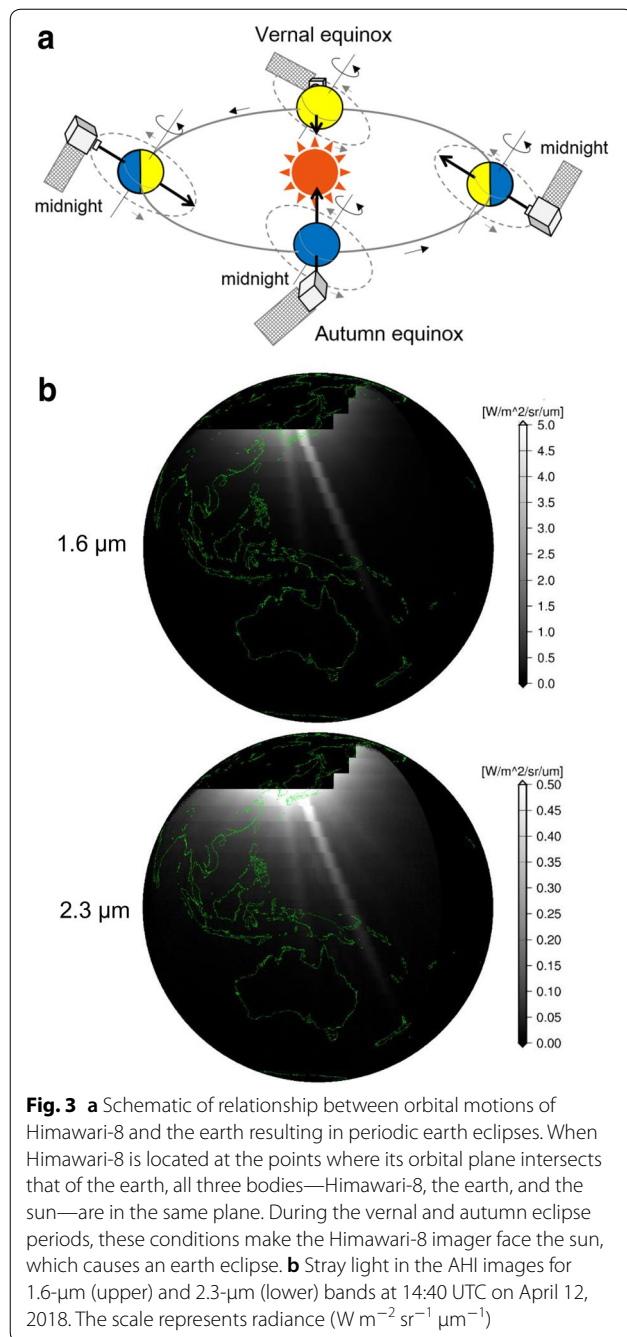 a
Vernal equinox
midnight
midnight
midnight
Autumn equinox
b
[W/m^2/sr/um]
5.0
4.5
4.0
3.5
3.0
2.5
2.0
1.5
1.0
0.5
0.0
1.6 µm
[W/m^2/sr/um]
0.50
0.45
0.40
0.35
0.30
0.25
0.20
0.15
0.10
0.05
0.00
2.3 µm
Fig. 3 a Schematic of relationship between orbital motions of
Himawari-8 and the earth resulting in periodic earth eclipses. When
Himawari-8 is located at the points where its orbital plane intersects
that of the earth, all three bodies—Himawari-8, the earth, and the
sun—are in the same plane. During the vernal and autumn eclipse
periods, these conditions make the Himawari-8 imager face the sun,
which causes an earth eclipse. b Stray light in the AHI images for
1.6-µm (upper) and 2.3-µm (lower) bands at 14:40 UTC on April 12,
2018. The scale represents radiance (W m−2 sr−1 µm−1)